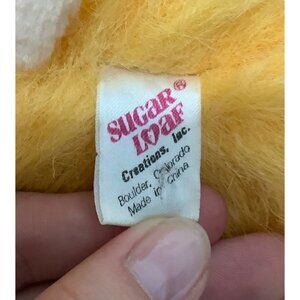 SUGAR®
LOAF
Creations, Inc.
Boulder, Colorado
Made in China